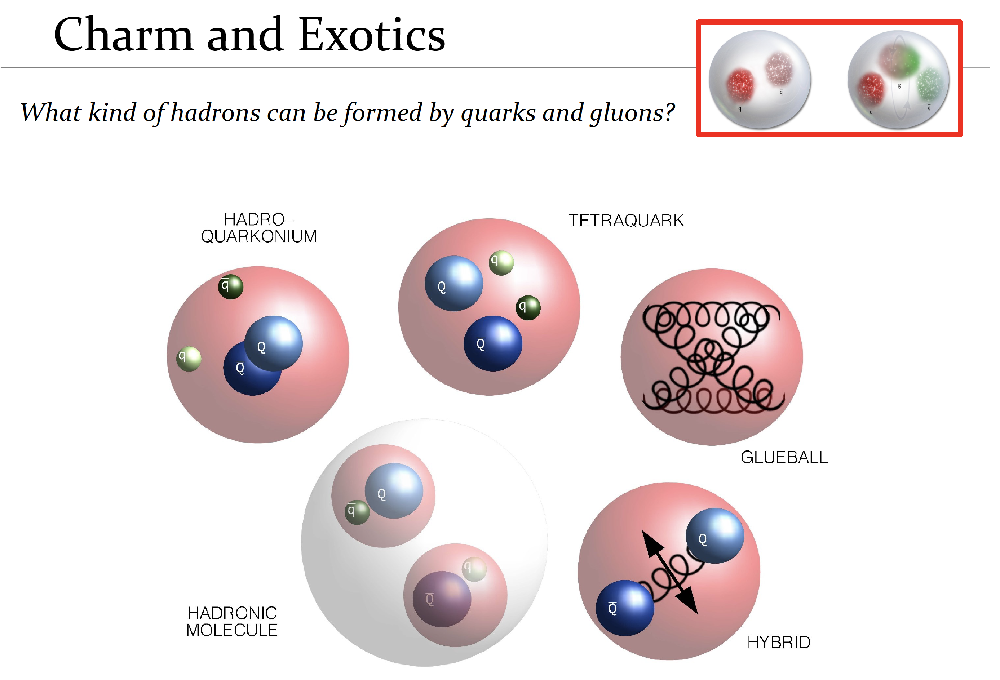 Charm and Exotics
What kind of hadrons can be formed by quarks and gluons?
q
q̅
q
g
q̅
HADRO–
QUARKONIUM
q̅
q
Q
Q̅
TETRAQUARK
Q
q
q̅
Q̅
GLUEBALL
HADRONIC
MOLECULE
Q
q̅
q
Q̅
Q
Q̅
HYBRID